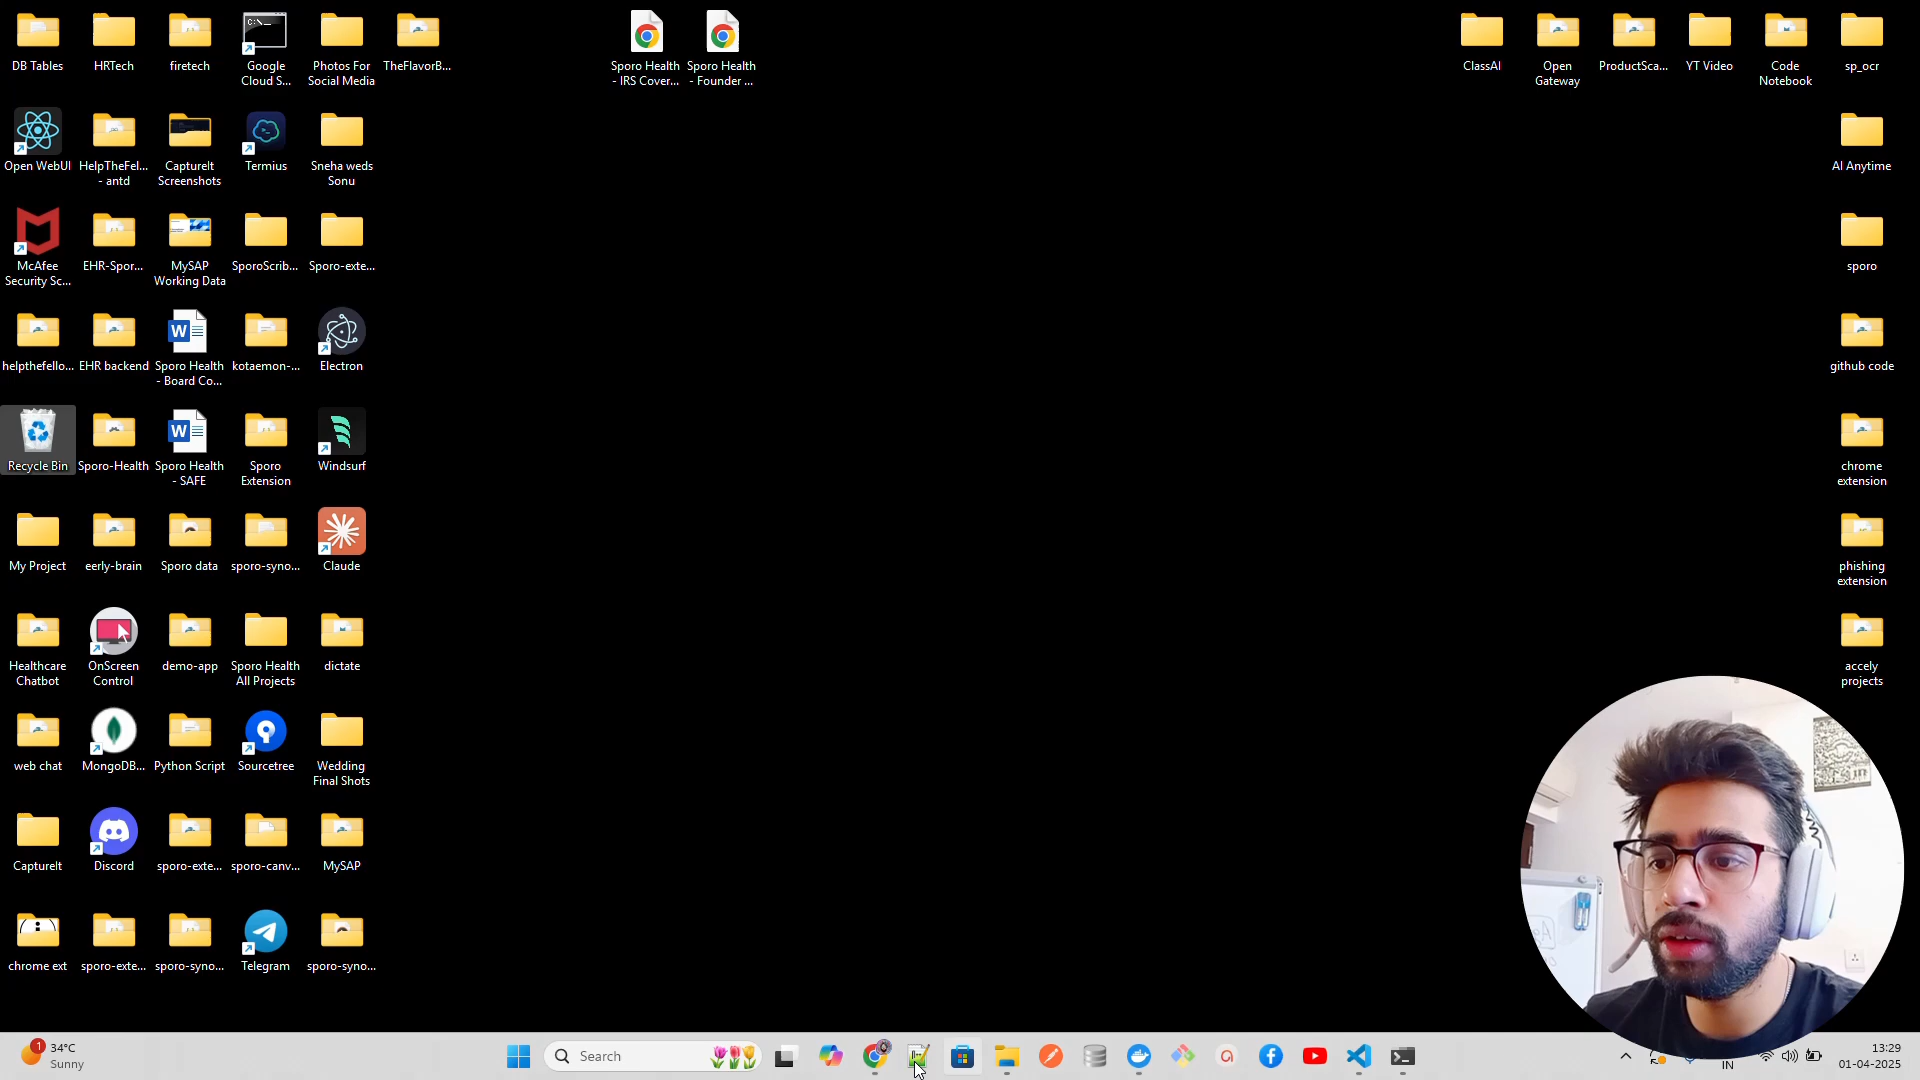 DB Tables
HRTech
firetech
Google
Cloud S...
Photos For
Social Media
TheFlavorB...
Sporo Health
- IRS Cover...
Sporo Health
- Founder ...
ClassAI
Open
Gateway
ProductSca...
YT Video
Code
Notebook
sp_ocr
Open WebUI
HelpTheFel...
- antd
CaptureIt
Screenshots
Termius
Sneha weds
Sonu
AI Anytime
McAfee
Security Sc...
EHR-Spor...
MySAP
Working Data
SporoScrib...
Sporo-exte...
sporo
helpthefello...
EHR backend
Sporo Health
- Board Co...
kotaemon-...
Electron
github code
Recycle Bin
Sporo-Health
Sporo Health
- SAFE
Sporo
Extension
Windsurf
chrome
extension
My Project
eerly-brain
Sporo data
sporo-syno...
Claude
phishing
extension
Healthcare
Chatbot
OnScreen
Control
demo-app
Sporo Health
All Projects
dictate
accely
projects
web chat
MongoDB...
Python Script
Sourcetree
Wedding
Final Shots
CaptureIt
Discord
sporo-exte...
sporo-canv...
MySAP
chrome ext
sporo-exte...
sporo-syno...
Telegram
sporo-syno...
1
34°C
Sunny
Search
IN
13:29
01-04-2025